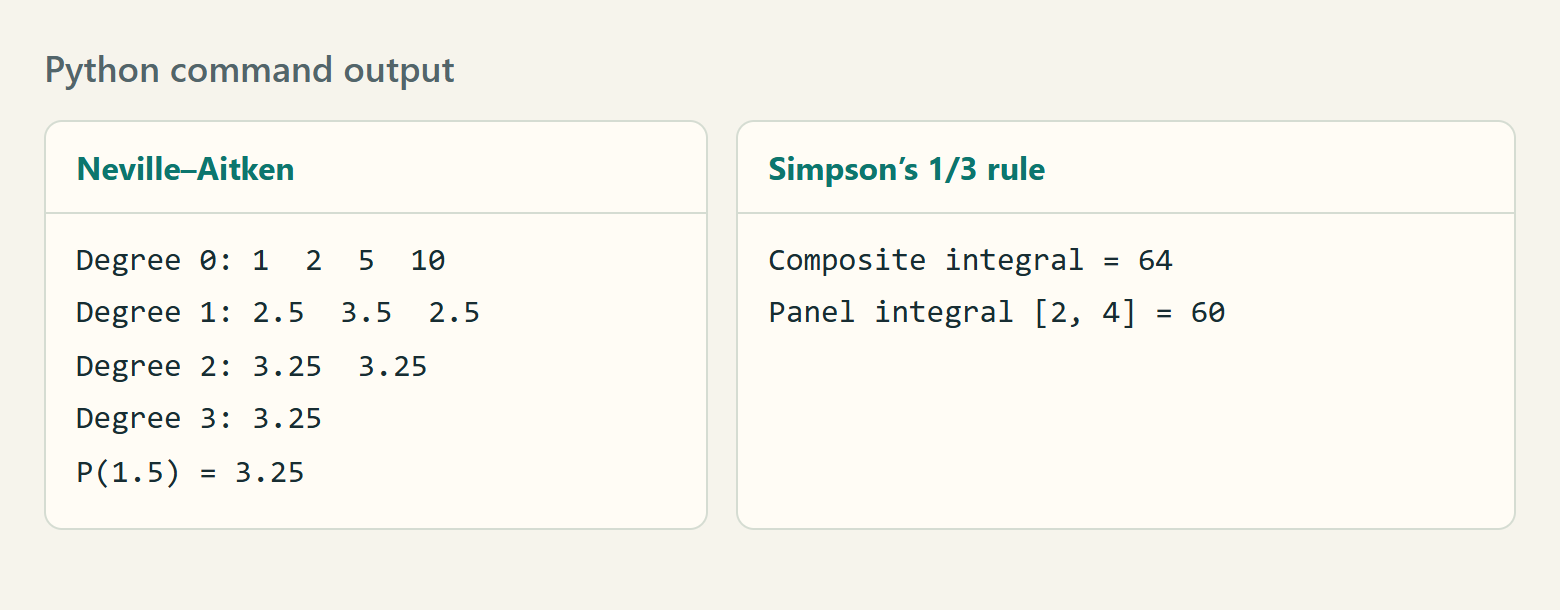 Python command output
Neville–Aitken
Degree 0: 1  2  5  10
Degree 1: 2.5  3.5  2.5
Degree 2: 3.25  3.25
Degree 3: 3.25
P(1.5) = 3.25
Simpson’s 1/3 rule
Composite integral = 64
Panel integral [2, 4] = 60